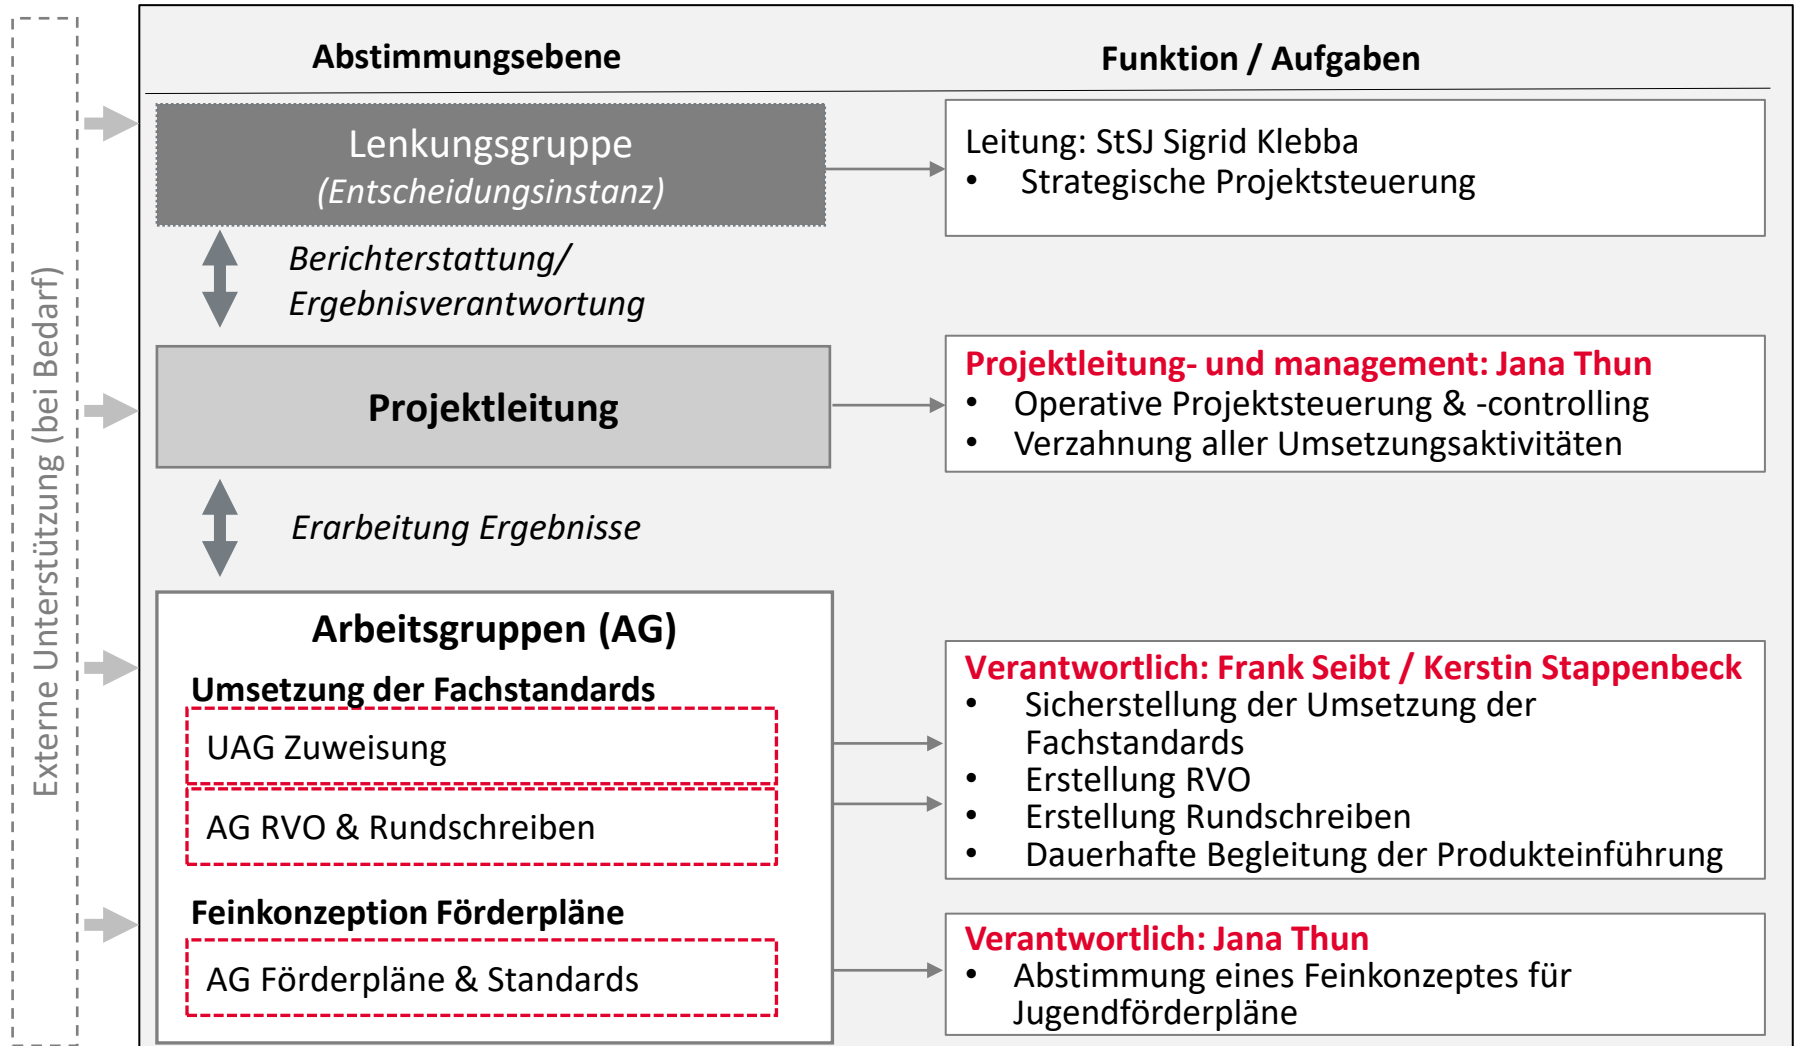 Externe Unterstützung (bei Bedarf)
Abstimmungsebene
Funktion / Aufgaben
Lenkungsgruppe
(Entscheidungsinstanz)
Leitung: StSJ Sigrid Klebba
• Strategische Projektsteuerung
Berichterstattung/
Ergebnisverantwortung
Projektleitung
Projektleitung- und management: Jana Thun
• Operative Projektsteuerung & -controlling
• Verzahnung aller Umsetzungsaktivitäten
Erarbeitung Ergebnisse
Arbeitsgruppen (AG)
Umsetzung der Fachstandards
UAG Zuweisung
AG RVO & Rundschreiben
Verantwortlich: Frank Seibt / Kerstin Stappenbeck
• Sicherstellung der Umsetzung der
Fachstandards
• Erstellung RVO
• Erstellung Rundschreiben
• Dauerhafte Begleitung der Produkteinführung
Feinkonzeption Förderpläne
AG Förderpläne & Standards
Verantwortlich: Jana Thun
• Abstimmung eines Feinkonzeptes für
Jugendförderpläne